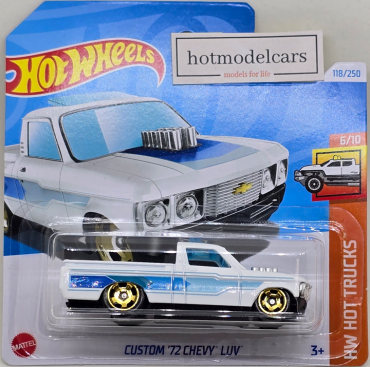 Hot Wheels
hotmodelcars
models for life
118/250
6/10
HW HOT TRUCKS
MATTEL
CUSTOM '72 CHEVY LUV
3+